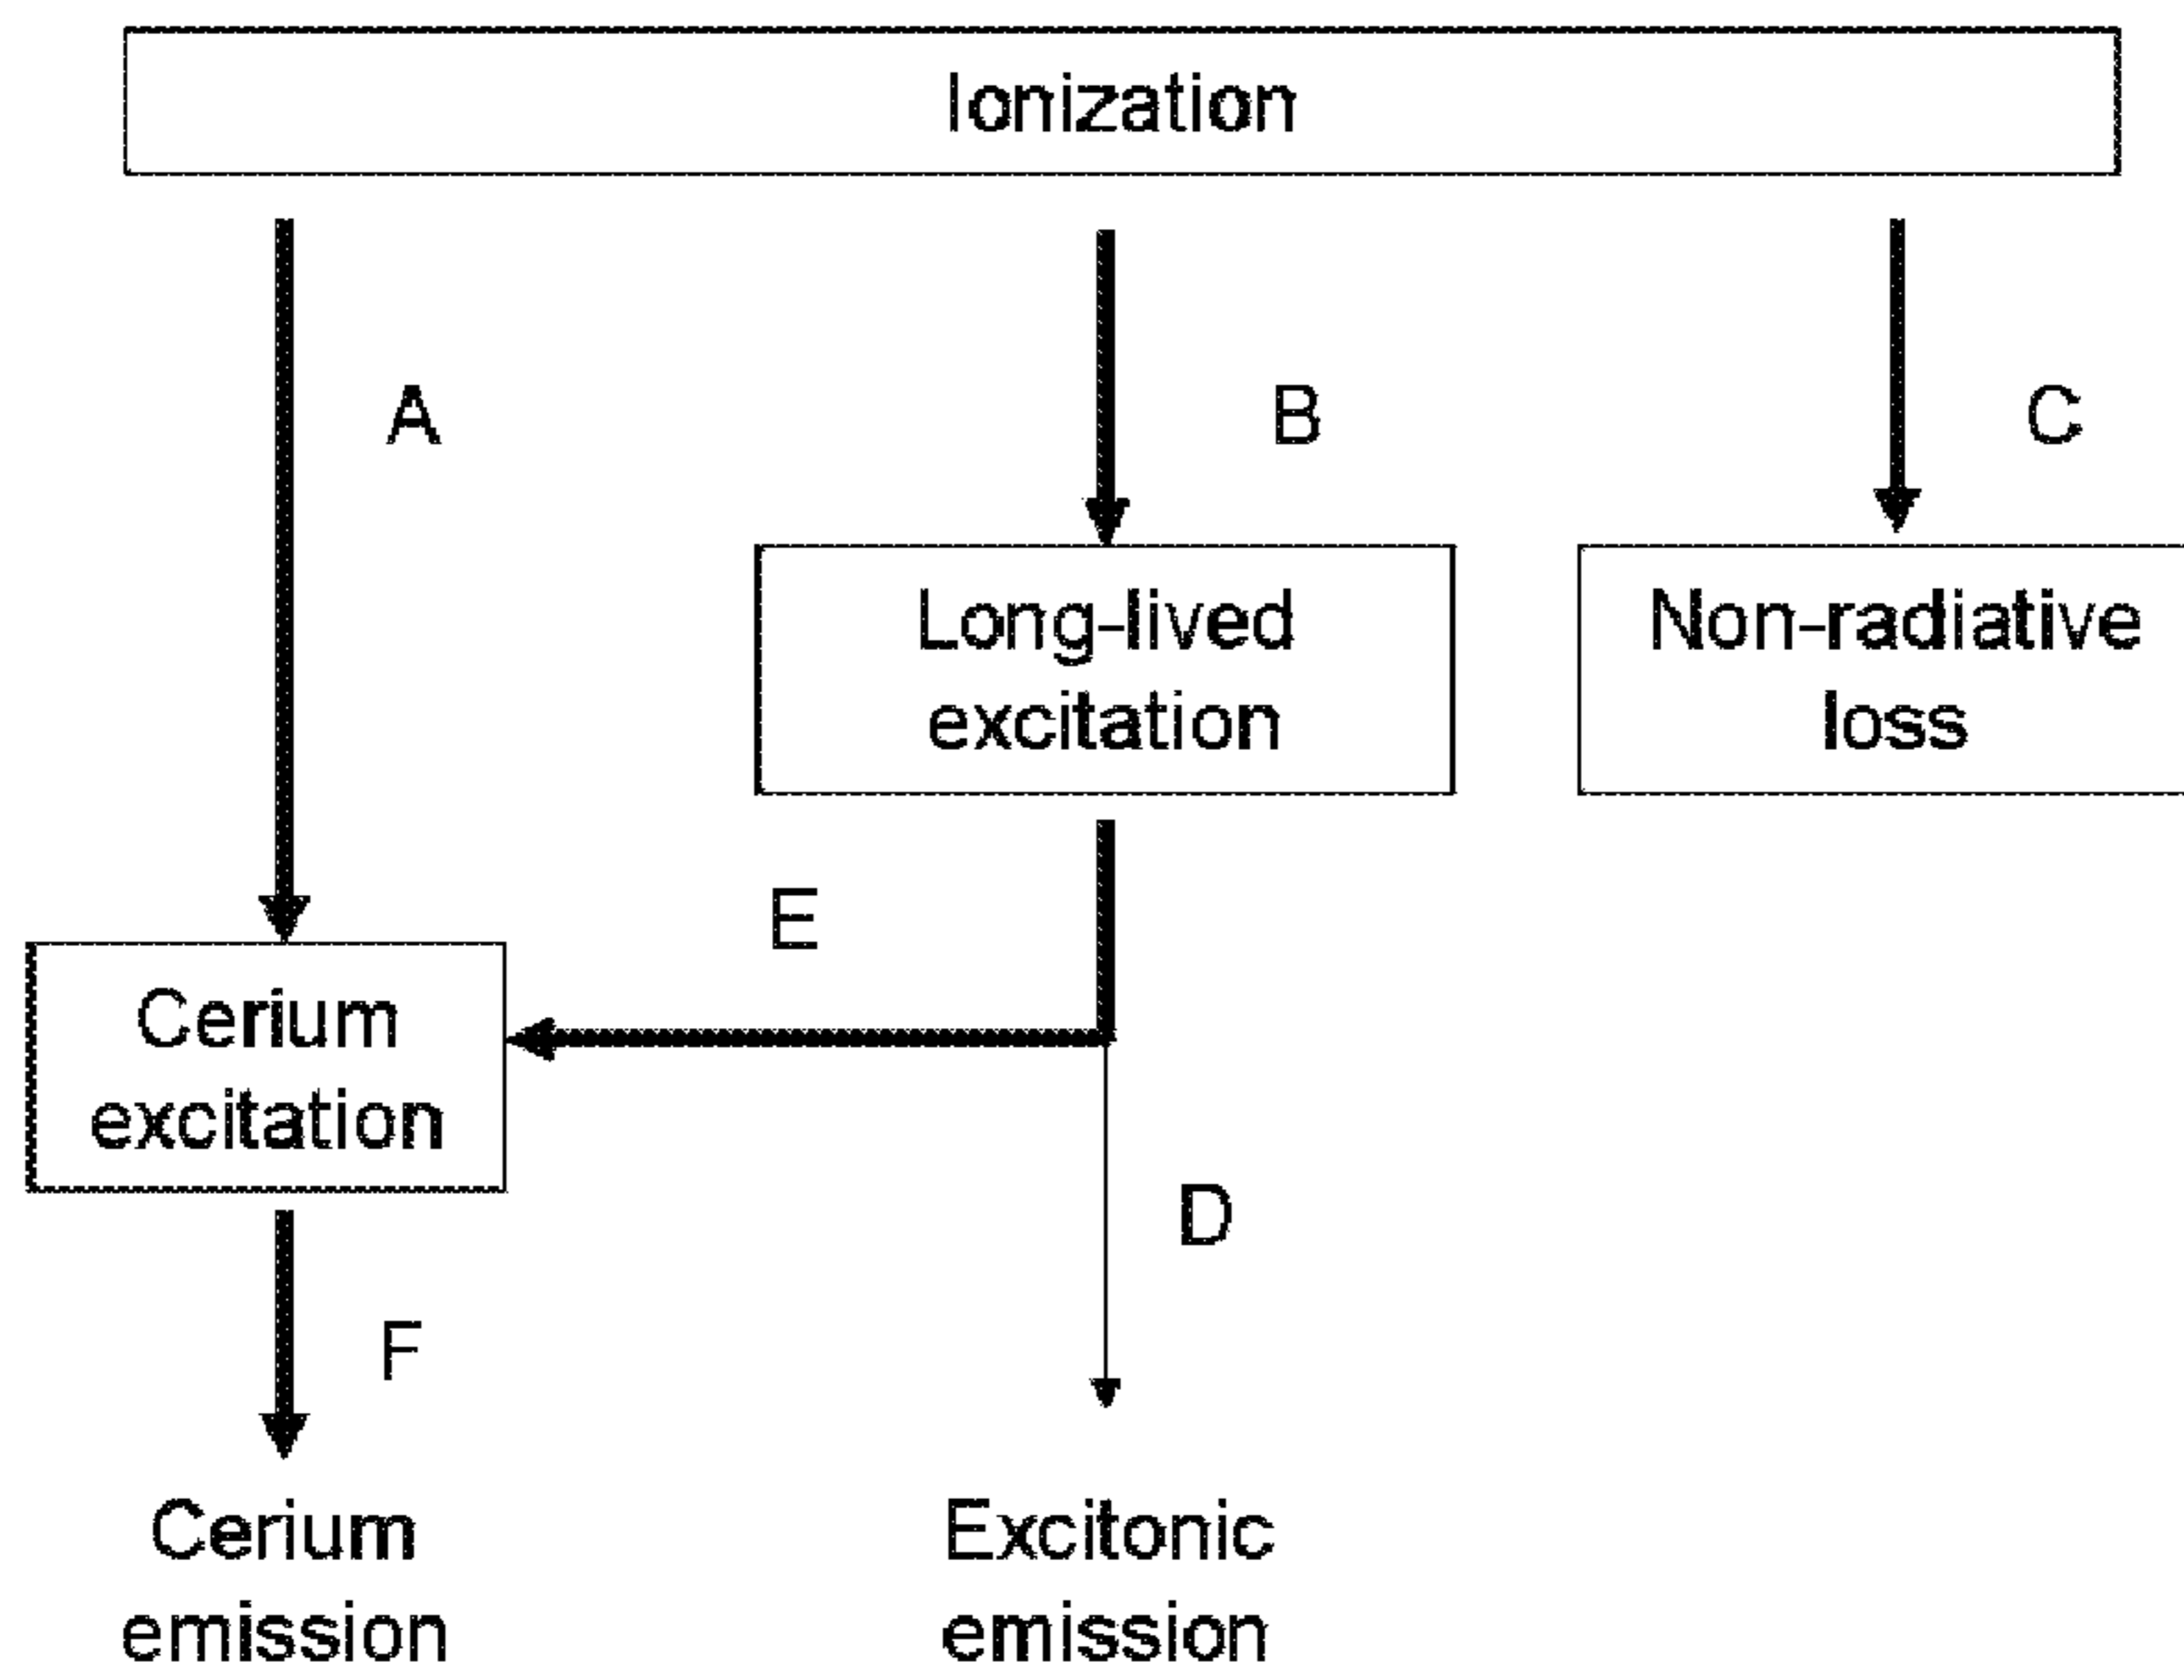 Ionization
A
B
C
Long-lived
excitation
Non-radiative
loss
E
Cerium
excitation
D
F
Cerium
emission
Excitonic
emission